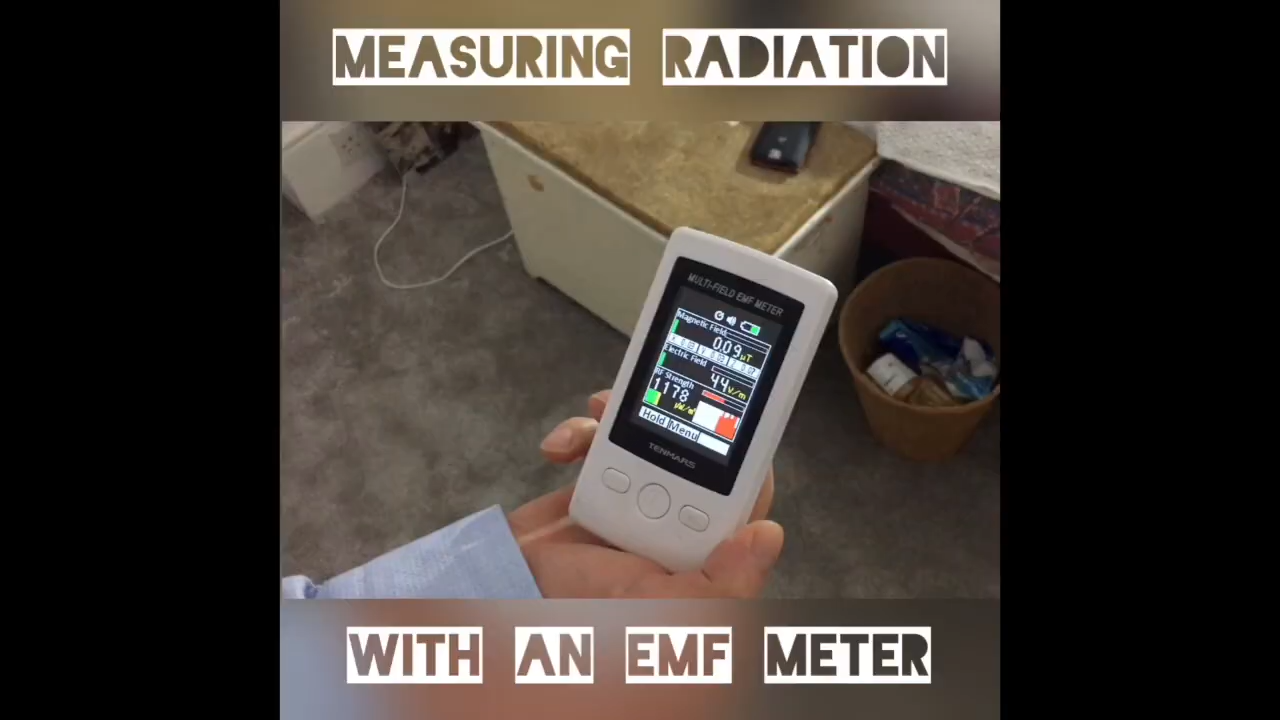 MEASURING RADIATION
MULTI-FIELD EMF METER
Magnetic Field
0.09 µT
Electric Field
44 V/m
RF Strength
1178
Hold Menu
TENMARS
WITH AN EMF METER